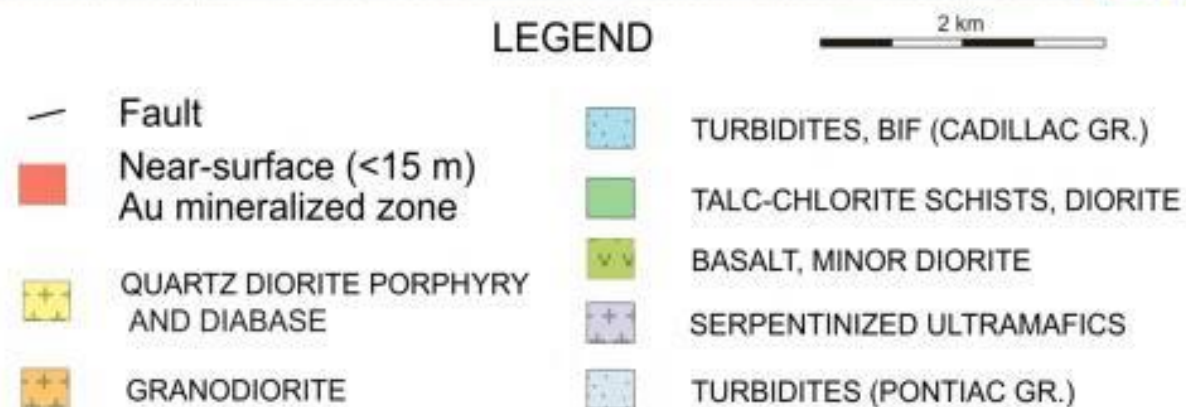 LEGEND
2 km
Fault
Near-surface (<15 m)
Au mineralized zone
QUARTZ DIORITE PORPHYRY
AND DIABASE
GRANODIORITE
TURBIDITES, BIF (CADILLAC GR.)
TALC-CHLORITE SCHISTS, DIORITE
BASALT, MINOR DIORITE
SERPENTINIZED ULTRAMAFICS
TURBIDITES (PONTIAC GR.)